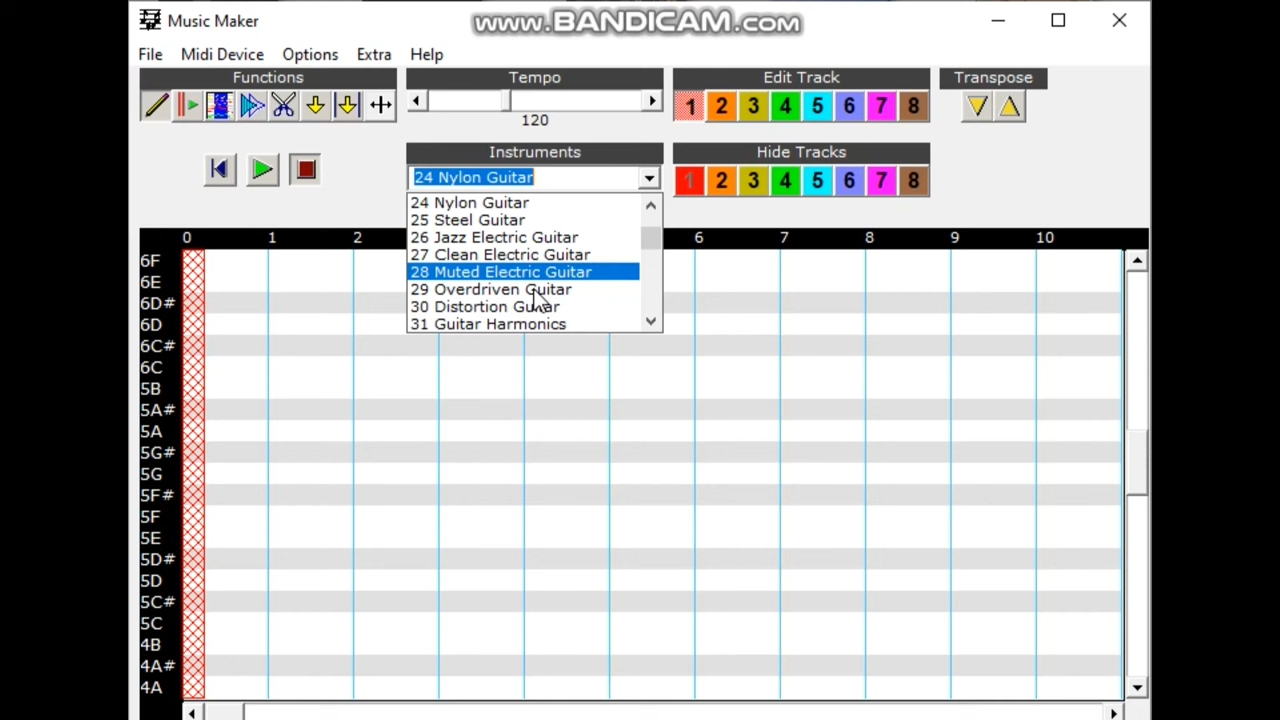 Music Maker
www.BANDICAM.com
File Midi Device Options Extra Help
Functions Tempo Edit Track Transpose
1 2 3 4 5 6 7 8
120
Instruments Hide Tracks
24 Nylon Guitar
1 2 3 4 5 6 7 8
24 Nylon Guitar
25 Steel Guitar
26 Jazz Electric Guitar
27 Clean Electric Guitar
28 Muted Electric Guitar
29 Overdriven Guitar
30 Distortion Guitar
31 Guitar Harmonics
0 1 2 6 7 8 9 10
6F
6E
6D#
6D
6C#
6C
5B
5A#
5A
5G#
5G
5F#
5F
5E
5D#
5D
5C#
5C
4B
4A#
4A